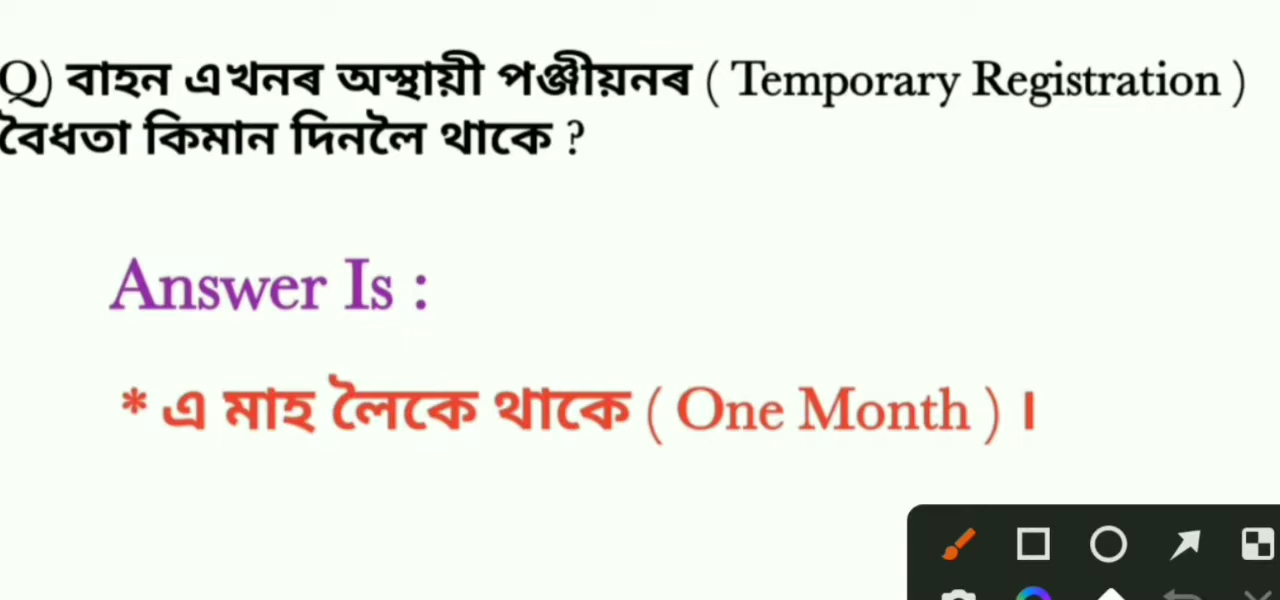 Q) বাহন এখনৰ অস্থায়ী পঞ্জীয়নৰ ( Temporary Registration )
বৈধতা কিমান দিনলৈ থাকে ?
Answer Is :
* এ মাহ লৈকে থাকে ( One Month ) ।